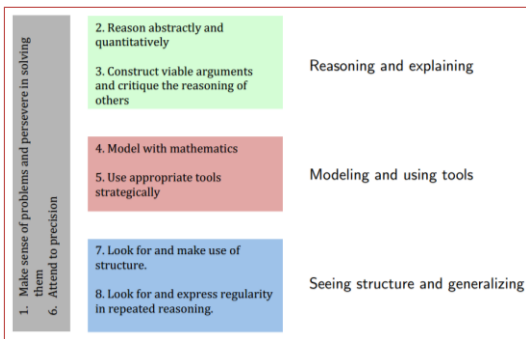 1. Make sense of problems and persevere in solving
them
6. Attend to precision
2. Reason abstractly and
quantitatively
3. Construct viable arguments
and critique the reasoning of
others
Reasoning and explaining
4. Model with mathematics
5. Use appropriate tools
strategically
Modeling and using tools
7. Look for and make use of
structure.
8. Look for and express regularity
in repeated reasoning.
Seeing structure and generalizing